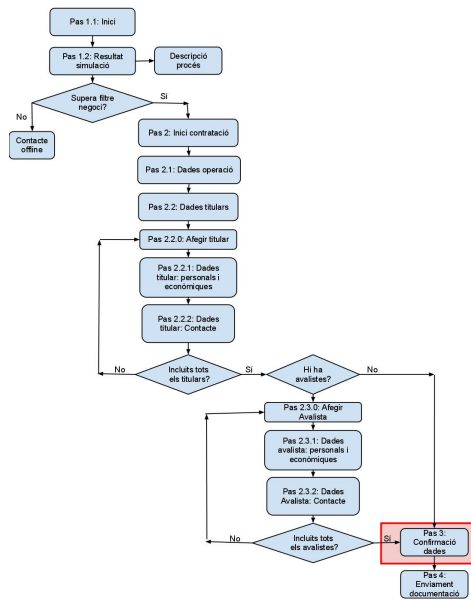 Pas 1.1: Inici
Pas 1.2: Resultat
simulació
Descripció
procés
Supera filtre
negoci?
Sí
No
Contacte
offline
Pas 2: Inici
contratació
Pas 2.1: Dades operació
Pas 2.2: Dades titulars
Pas 2.2.0: Afegir titular
Pas 2.2.1: Dades
titular: personals i
econòmiques
Pas 2.2.2: Dades
titular: Contacte
Incluits tots
els titulars?
No
Sí
Hi ha
avalistes?
No
Pas 2.3.0: Afegir
Avalista
Pas 2.3.1: Dades
avalista: personals i
econòmiques
Pas 2.3.2: Dades
Avalista: Contacte
Incluits tots
els avalistes?
No
Sí
Pas 3:
Confirmació
dades
Pas 4:
Enviament
documentació